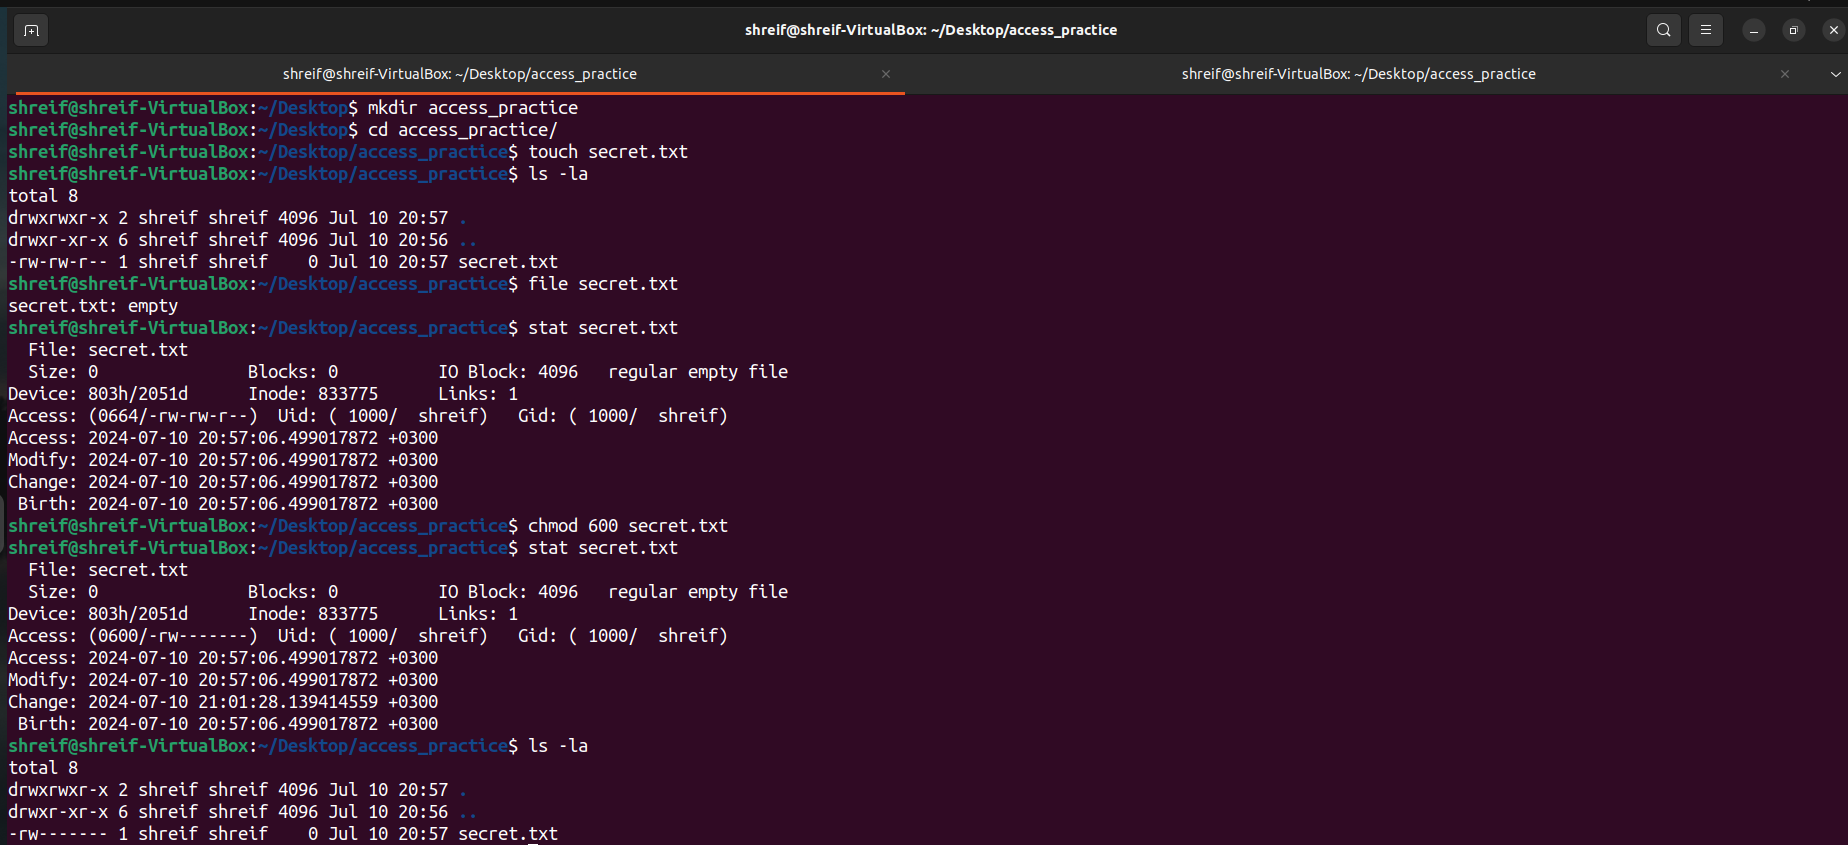 shreif@shreif-VirtualBox: ~/Desktop/access_practice
shreif@shreif-VirtualBox: ~/Desktop/access_practice
shreif@shreif-VirtualBox: ~/Desktop/access_practice
shreif@shreif-VirtualBox:~/Desktop$ mkdir access_practice
shreif@shreif-VirtualBox:~/Desktop$ cd access_practice/
shreif@shreif-VirtualBox:~/Desktop/access_practice$ touch secret.txt
shreif@shreif-VirtualBox:~/Desktop/access_practice$ ls -la
total 8
drwxrwxr-x 2 shreif shreif 4096 Jul 10 20:57 .
drwxr-xr-x 6 shreif shreif 4096 Jul 10 20:56 ..
-rw-rw-r-- 1 shreif shreif    0 Jul 10 20:57 secret.txt
shreif@shreif-VirtualBox:~/Desktop/access_practice$ file secret.txt
secret.txt: empty
shreif@shreif-VirtualBox:~/Desktop/access_practice$ stat secret.txt
  File: secret.txt
  Size: 0               Blocks: 0          IO Block: 4096   regular empty file
Device: 803h/2051d      Inode: 833775      Links: 1
Access: (0664/-rw-rw-r--)  Uid: ( 1000/  shreif)   Gid: ( 1000/  shreif)
Access: 2024-07-10 20:57:06.499017872 +0300
Modify: 2024-07-10 20:57:06.499017872 +0300
Change: 2024-07-10 20:57:06.499017872 +0300
 Birth: 2024-07-10 20:57:06.499017872 +0300
shreif@shreif-VirtualBox:~/Desktop/access_practice$ chmod 600 secret.txt
shreif@shreif-VirtualBox:~/Desktop/access_practice$ stat secret.txt
  File: secret.txt
  Size: 0               Blocks: 0          IO Block: 4096   regular empty file
Device: 803h/2051d      Inode: 833775      Links: 1
Access: (0600/-rw-------)  Uid: ( 1000/  shreif)   Gid: ( 1000/  shreif)
Access: 2024-07-10 20:57:06.499017872 +0300
Modify: 2024-07-10 20:57:06.499017872 +0300
Change: 2024-07-10 21:01:28.139414559 +0300
 Birth: 2024-07-10 20:57:06.499017872 +0300
shreif@shreif-VirtualBox:~/Desktop/access_practice$ ls -la
total 8
drwxrwxr-x 2 shreif shreif 4096 Jul 10 20:57 .
drwxr-xr-x 6 shreif shreif 4096 Jul 10 20:56 ..
-rw------- 1 shreif shreif    0 Jul 10 20:57 secret.txt